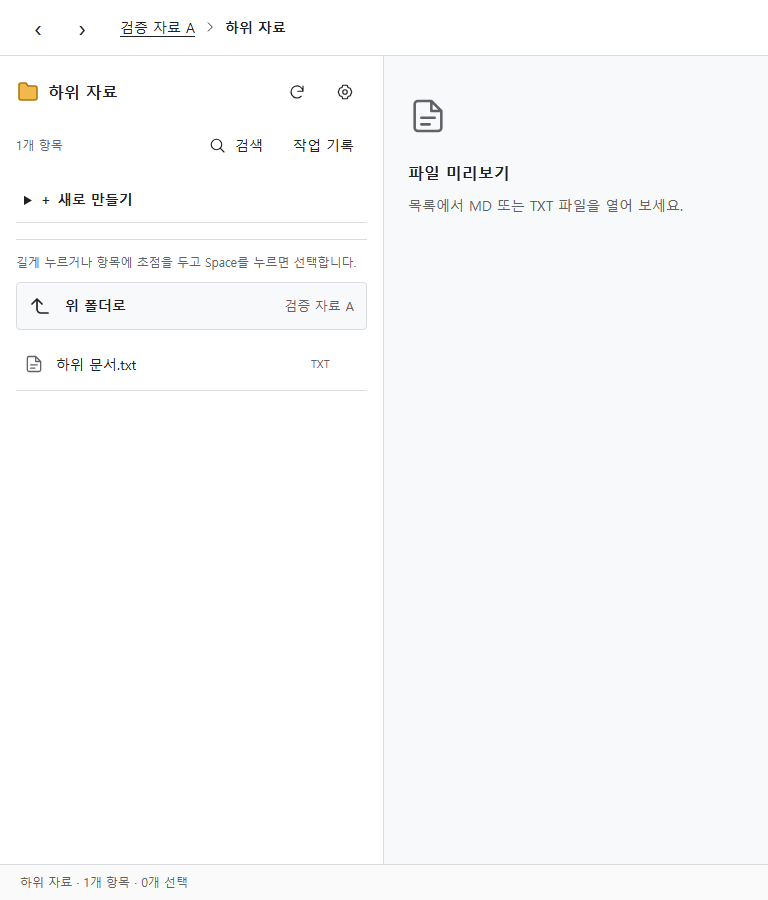 검증 자료 A
하위 자료
하위 자료
1개 항목
검색
작업 기록
+ 새로 만들기
길게 누르거나 항목에 초점을 두고 Space를 누르면 선택합니다.
위 폴더로
검증 자료 A
하위 문서.txt
TXT
파일 미리보기
목록에서 MD 또는 TXT 파일을 열어 보세요.
하위 자료 · 1개 항목 · 0개 선택